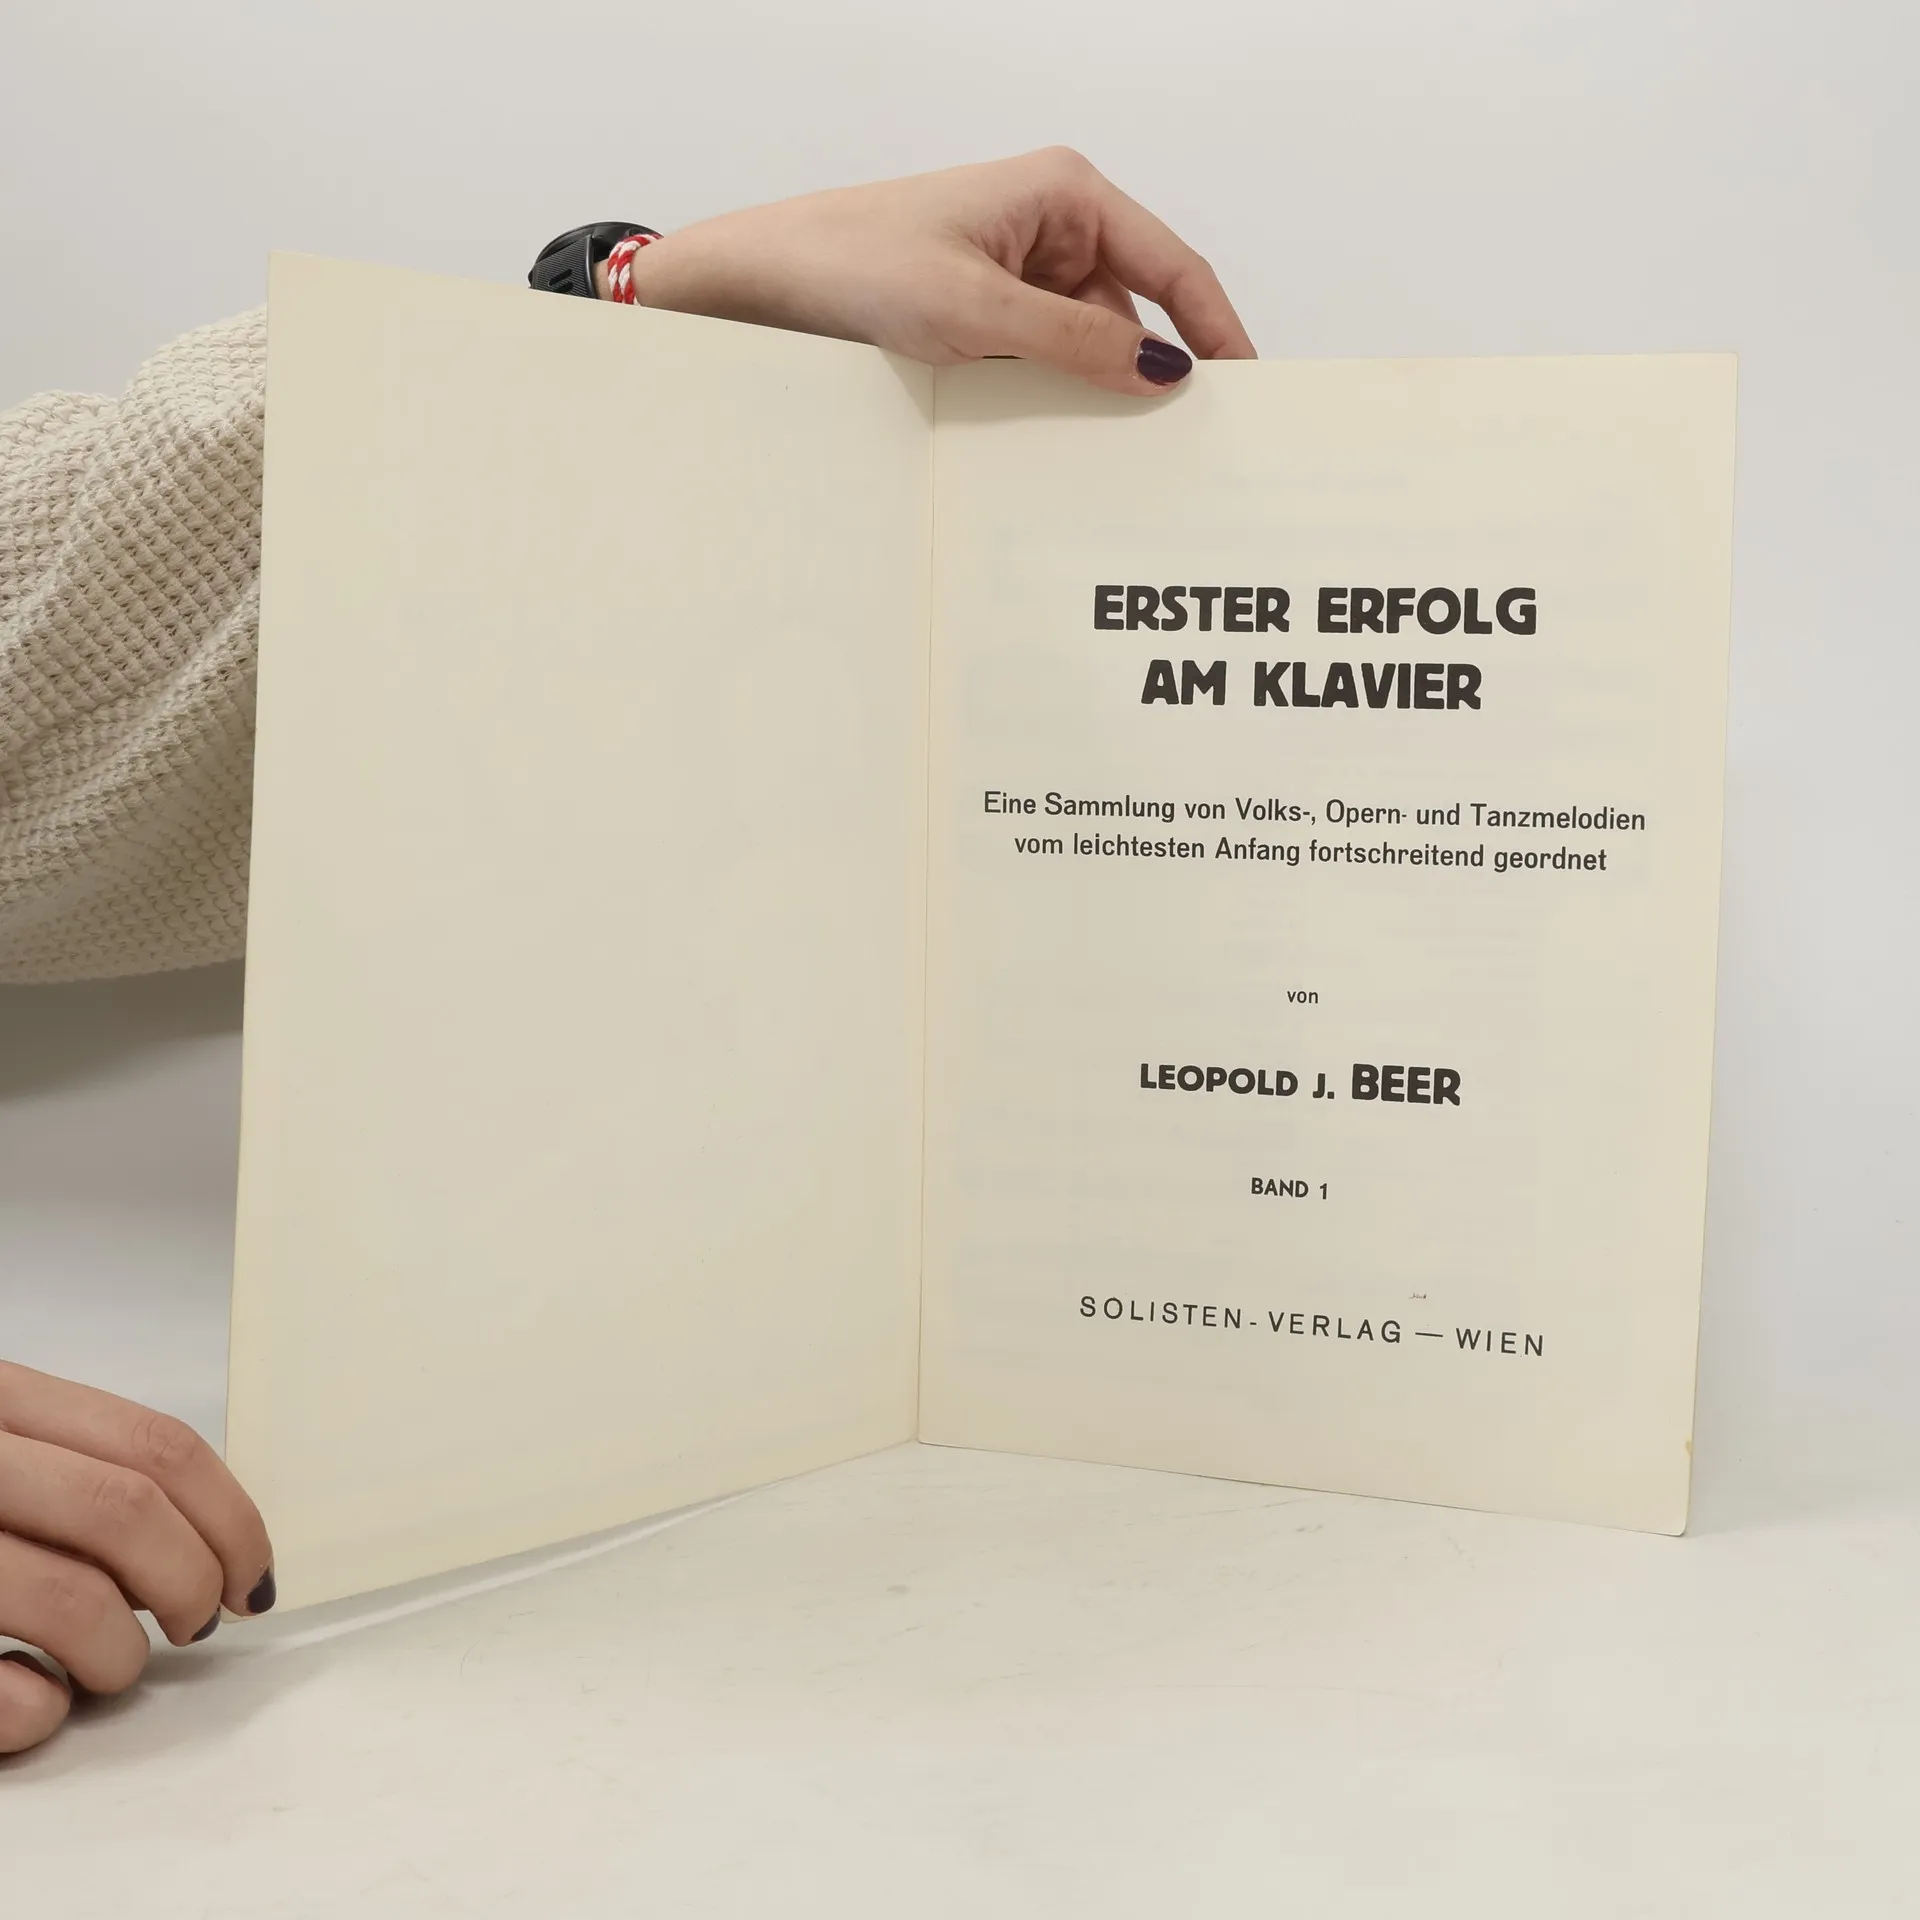 ERSTER ERFOLG
AM KLAVIER
Eine Sammlung von Volks-, Opern- und Tanzmelodien
vom leichtesten Anfang fortschreitend geordnet
von
LEOPOLD J. BEER
BAND 1
SOLISTEN-VERLAG — WIEN